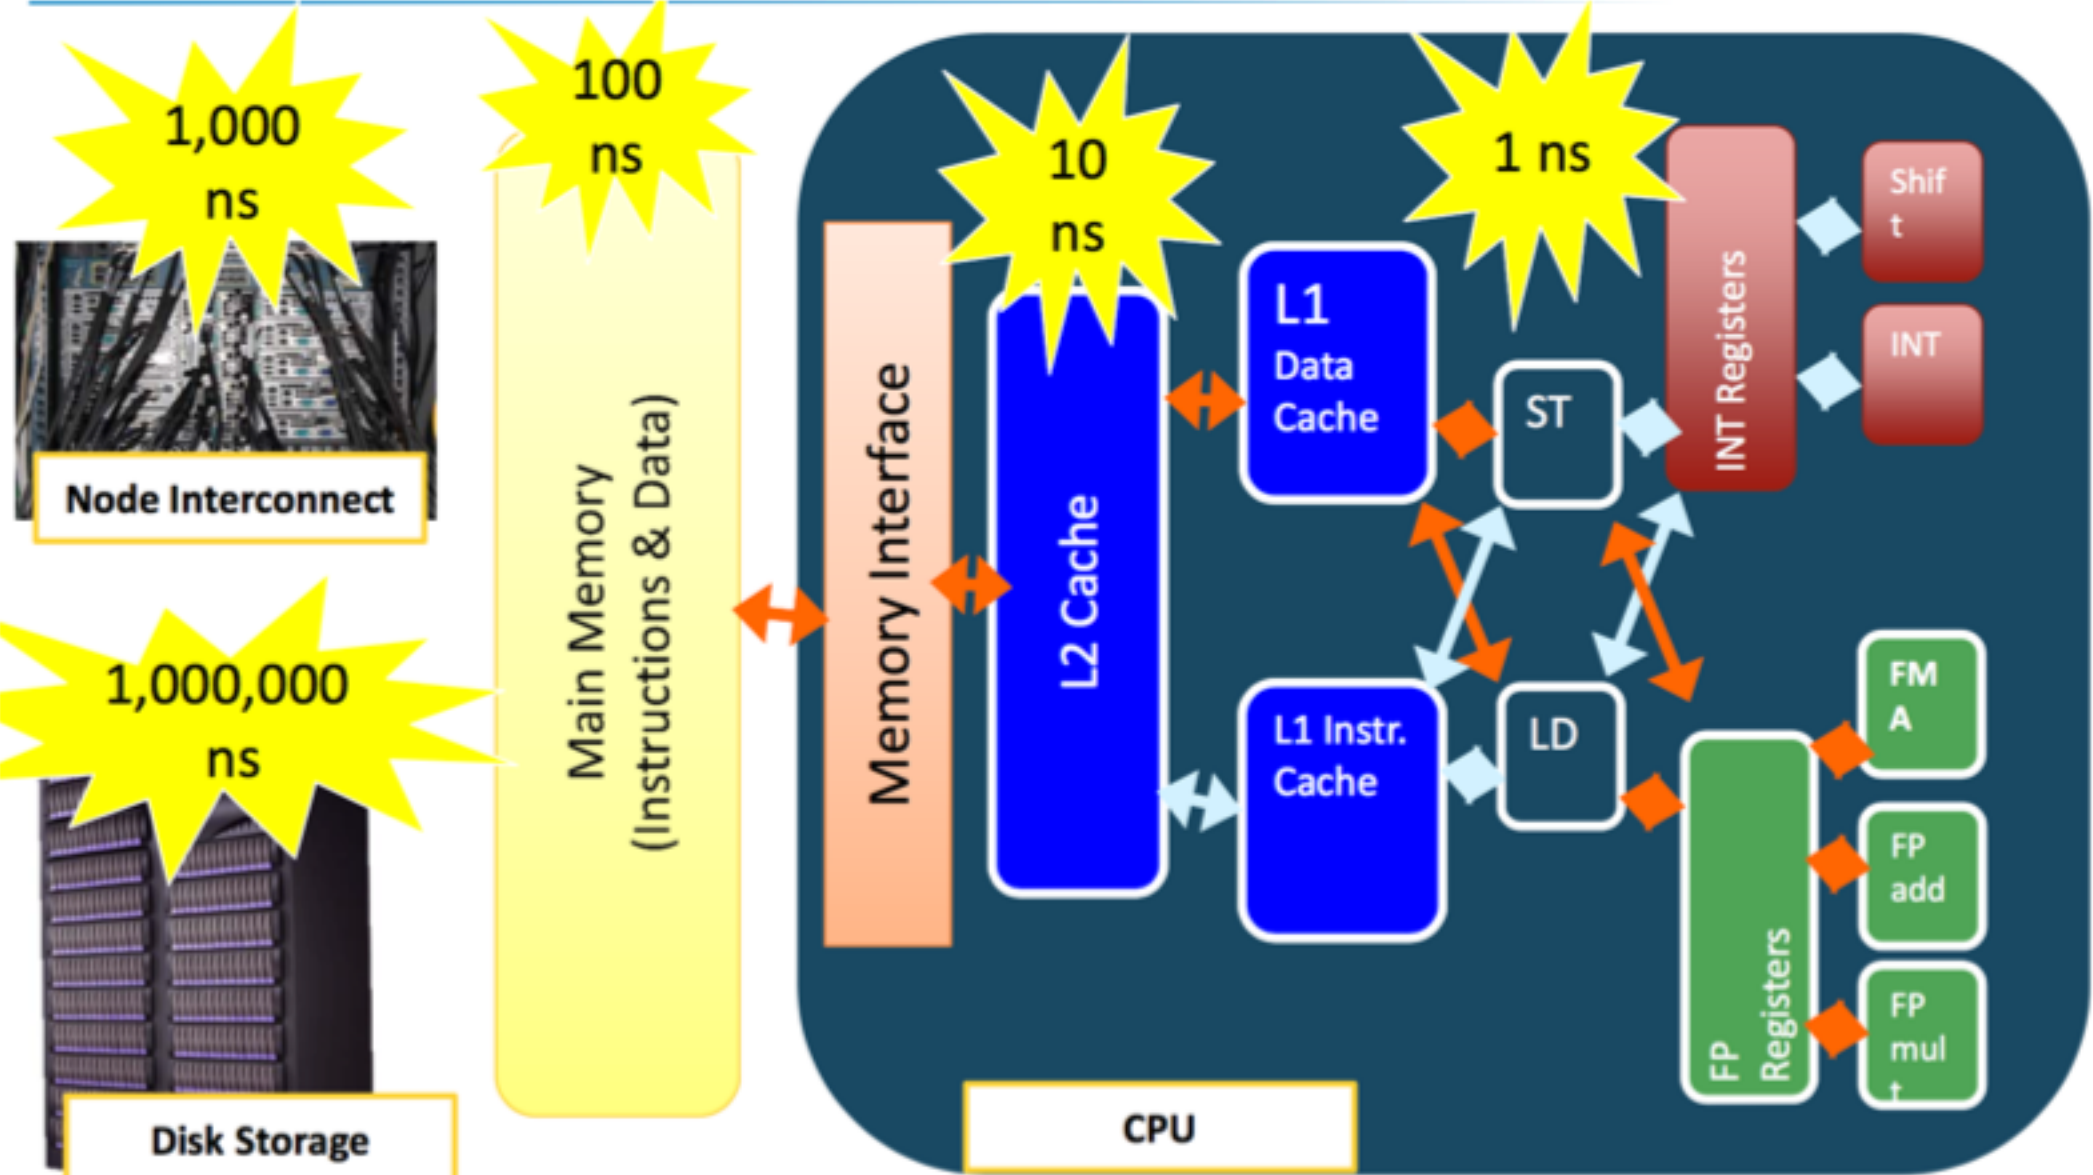 1,000
ns
Node Interconnect
1,000,000
ns
Disk Storage
100
ns
Main Memory
(Instructions & Data)
Memory Interface
10
ns
L2 Cache
L1
Data
Cache
L1 Instr.
Cache
1 ns
ST
LD
INT Registers
Shif
t
INT
FP
Registers
FM
A
FP
add
FP
mul
t
CPU